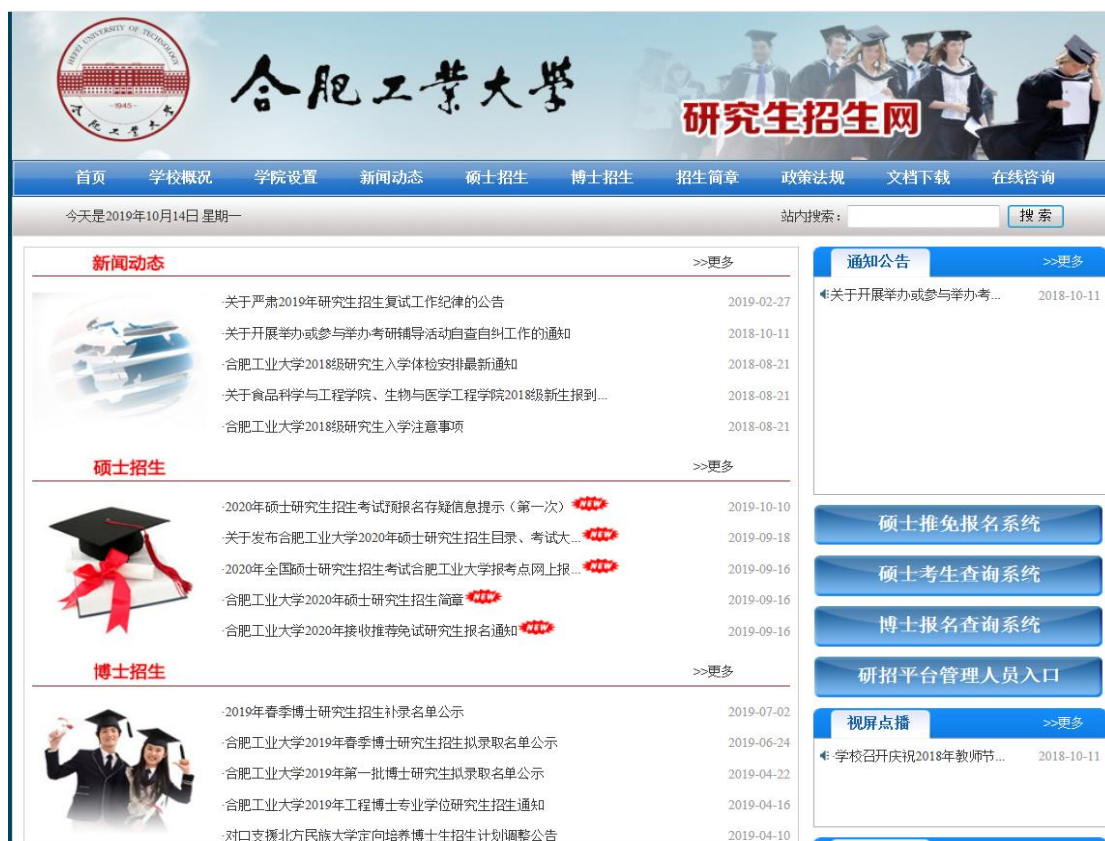 HEFEI UNIVERSITY OF TECHNOLOGY
-1945-
合肥工业大学
合肥工業大學
研究生招生网
首页 学校概况 学院设置 新闻动态 硕士招生 博士招生 招生简章 政策法规 文档下载 在线咨询
今天是2019年10月14日 星期一 站内搜索： 搜 索
新闻动态 >>更多
·关于严肃2019年研究生招生复试工作纪律的公告 2019-02-27
·关于开展举办或参与举办考研辅导活动自查自纠工作的通知 2018-10-11
·合肥工业大学2018级研究生入学体检安排最新通知 2018-08-21
·关于食品科学与工程学院、生物与医学工程学院2018级新生报到... 2018-08-21
·合肥工业大学2018级研究生入学注意事项 2018-08-21
硕士招生 >>更多
·2020年硕士研究生招生考试预报名存疑信息提示（第一次） NEW 2019-10-10
·关于发布合肥工业大学2020年硕士研究生招生目录、考试大... NEW 2019-09-18
·2020年全国硕士研究生招生考试合肥工业大学报考点网上报... NEW 2019-09-16
·合肥工业大学2020年硕士研究生招生简章 NEW 2019-09-16
·合肥工业大学2020年接收推荐免试研究生报名通知 NEW 2019-09-16
博士招生 >>更多
·2019年春季博士研究生招生补录名单公示 2019-07-02
·合肥工业大学2019年春季博士研究生招生拟录取名单公示 2019-06-24
·合肥工业大学2019年第一批博士研究生拟录取名单公示 2019-04-22
·合肥工业大学2019年工程博士专业学位研究生招生通知 2019-04-16
·对口支援北方民族大学定向培养博士生招生计划调整公告 2019-04-10
通知公告 >>更多
关于开展举办或参与举办考... 2018-10-11
硕士推免报名系统
硕士考生查询系统
博士报名查询系统
研招平台管理人员入口
视屏点播 >>更多
·学校召开庆祝2018年教师节... 2018-10-11